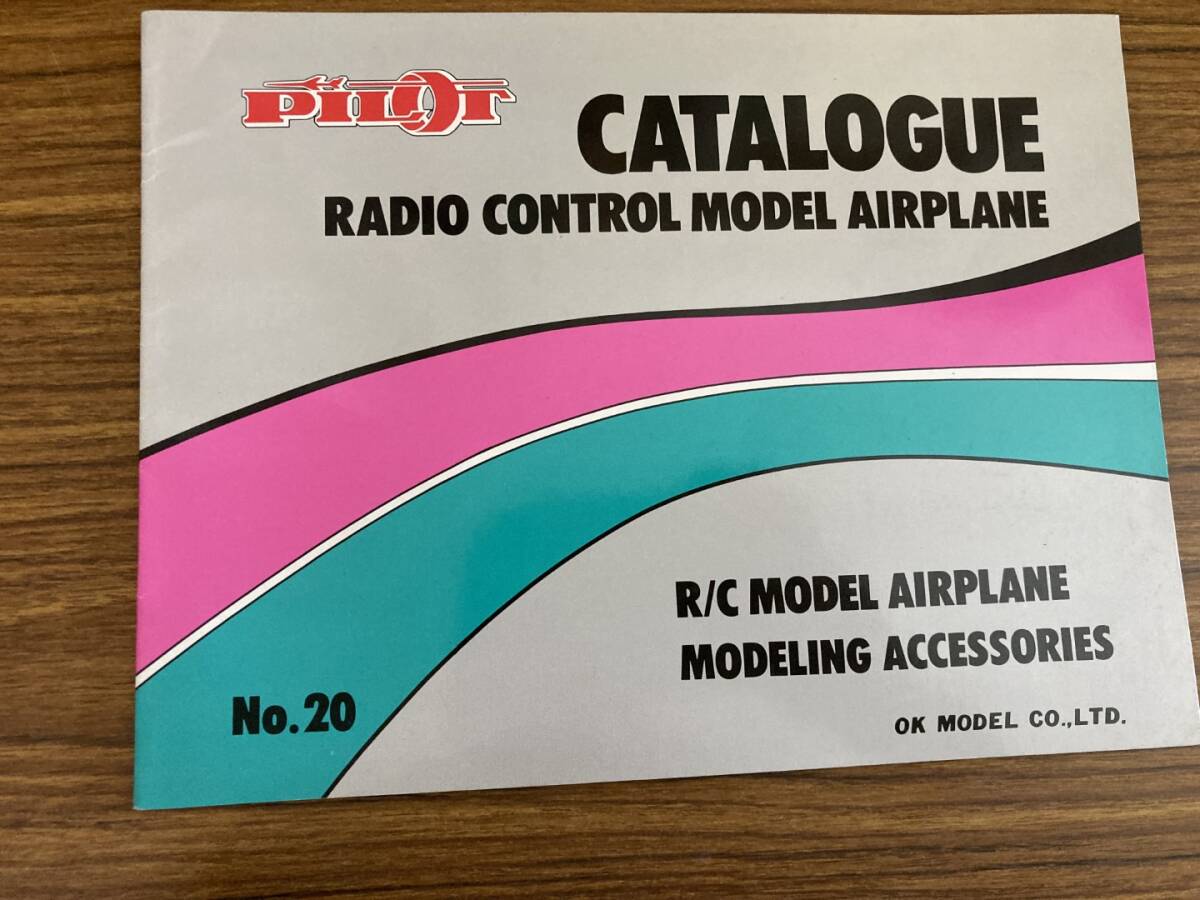 PILOT
CATALOGUE
RADIO CONTROL MODEL AIRPLANE
R/C MODEL AIRPLANE
MODELING ACCESSORIES
No.20
OK MODEL CO.,LTD.